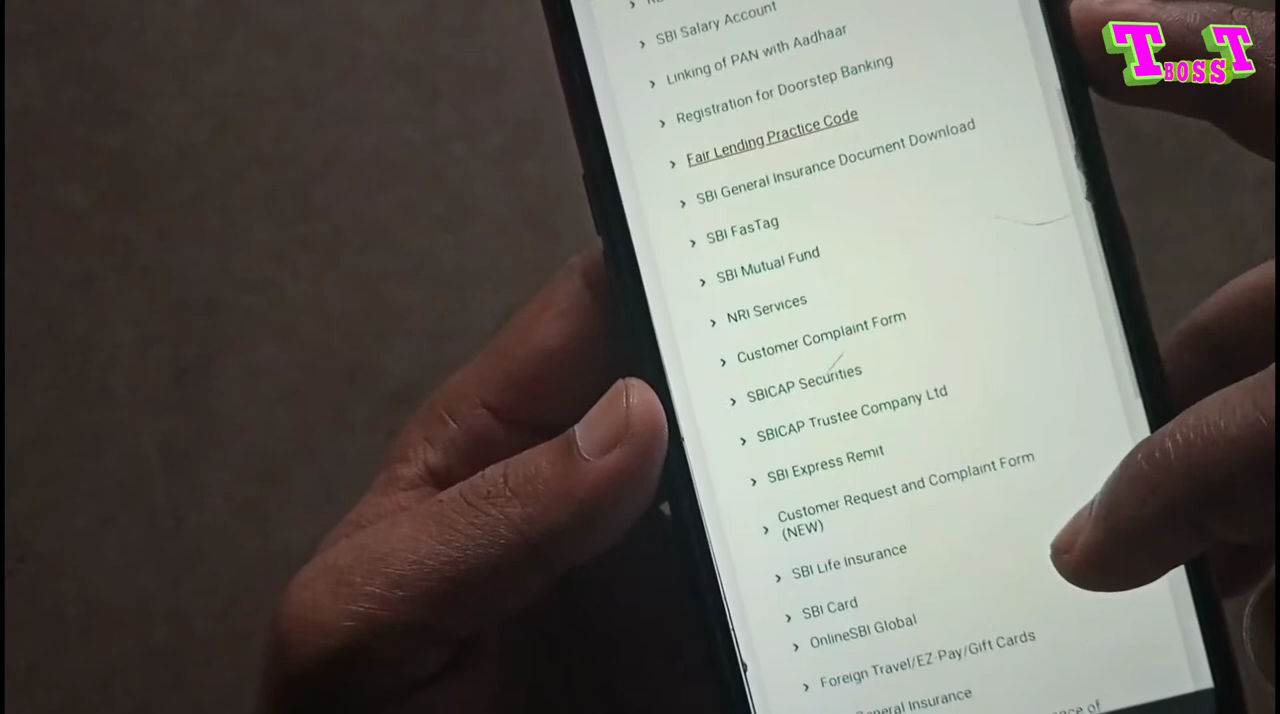 T BOSS T
SBI Salary Account
Linking of PAN with Aadhaar
Registration for Doorstep Banking
Fair Lending Practice Code
SBI General Insurance Document Download
SBI FasTag
SBI Mutual Fund
NRI Services
Customer Complaint Form
SBICAP Securities
SBICAP Trustee Company Ltd
SBI Express Remit
Customer Request and Complaint Form
(NEW)
SBI Life Insurance
SBI Card
OnlineSBI Global
Foreign Travel/EZ-Pay/Gift Cards
Insurance
of